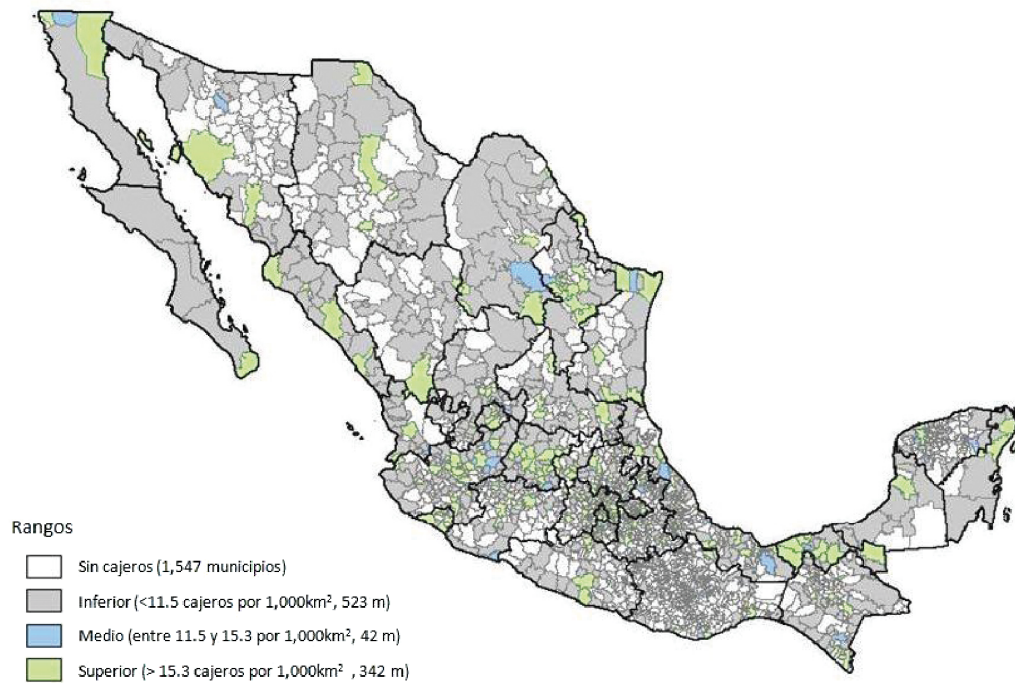 Rangos
Sin cajeros (1,547 municipios)
Inferior (<11.5 cajeros por 1,000km², 523 m)
Medio (entre 11.5 y 15.3 por 1,000km², 42 m)
Superior (> 15.3 cajeros por 1,000km² , 342 m)